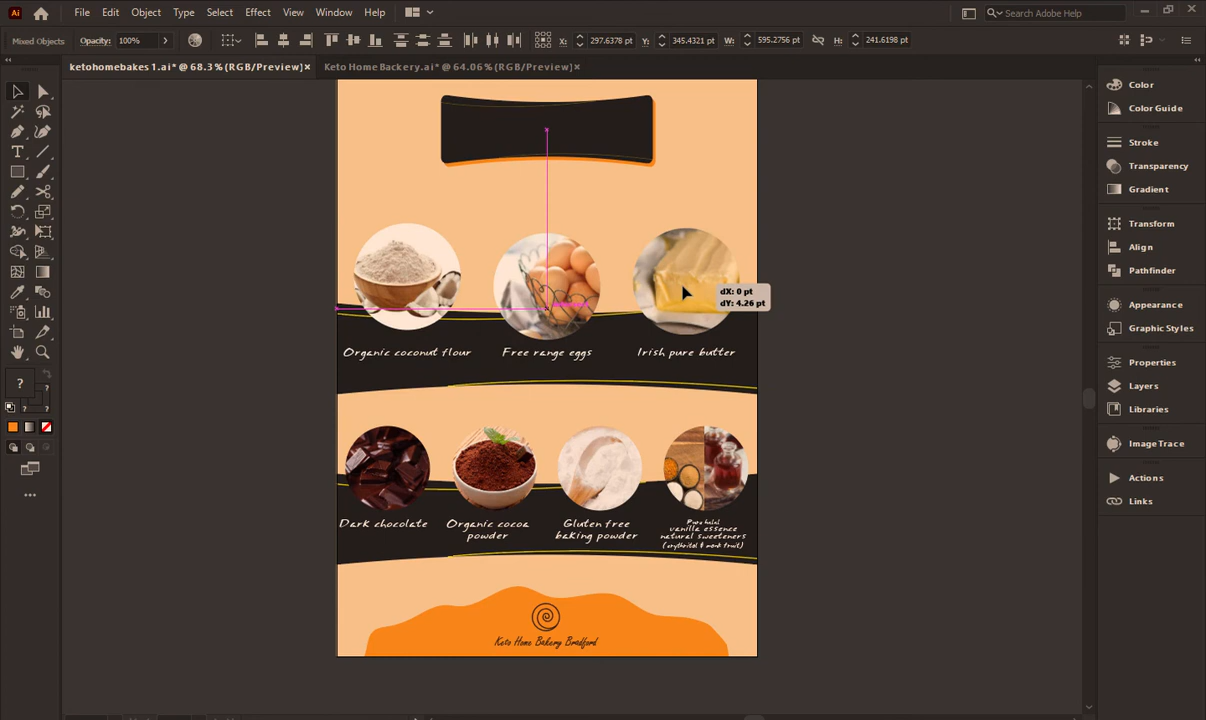 Ai File Edit Object Type Select Effect View Window Help Search Adobe Help
Mixed Objects Opacity: 100% X: 297.6378 pt Y: 345.4321 pt W: 595.2756 pt H: 241.6198 pt
ketohomebakes 1.ai* @ 68.3% (RGB/Preview) × Keto Home Backery.ai* @ 64.06% (RGB/Preview) ×
Color
Color Guide
Stroke
Transparency
Gradient
Transform
Align
Pathfinder
Appearance
Graphic Styles
Properties
Layers
Libraries
Image Trace
Actions
Links
dX: 0 pt
dY: 4.26 pt
Organic coconut flour Free range eggs Irish pure butter
Dark chocolate
Organic cocoa
powder
Gluten free
baking powder
Pure halal
vanilla essence
natural sweeteners
(erythritol & monk fruit)
Keto Home Bakery Bradford
?
?
?